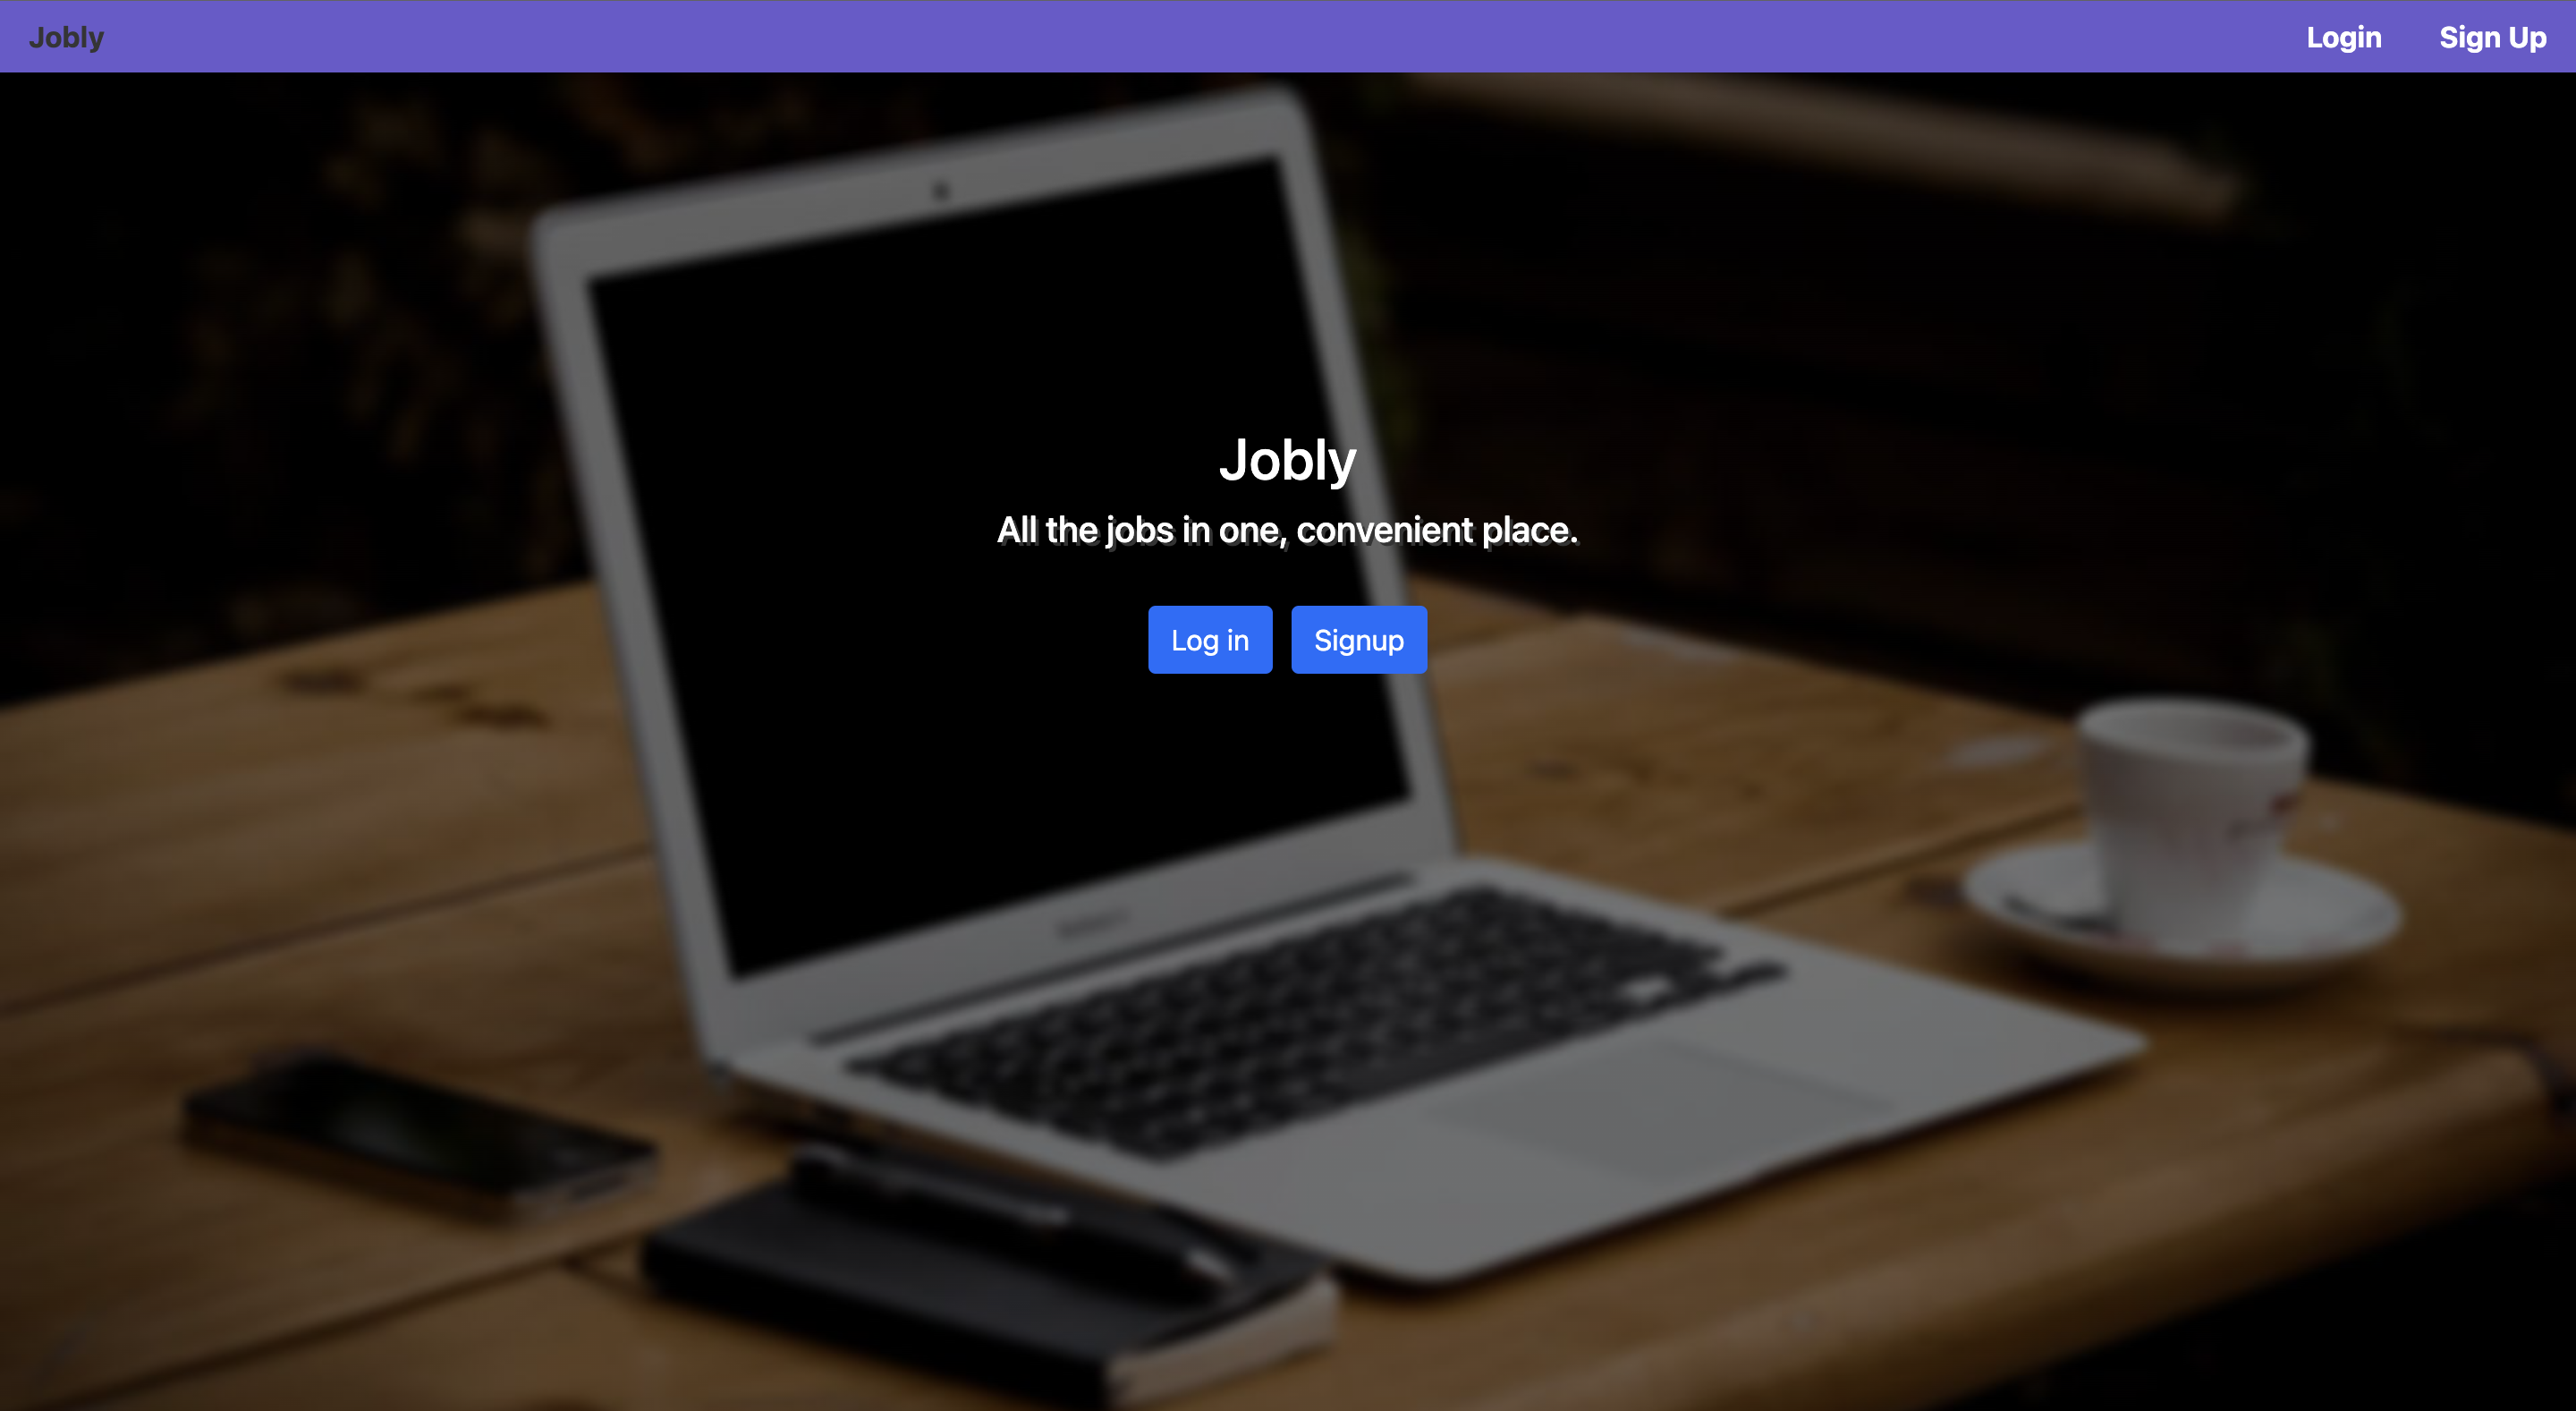 Jobly
Login
Sign Up
Jobly
All the jobs in one, convenient place.
Log in
Signup